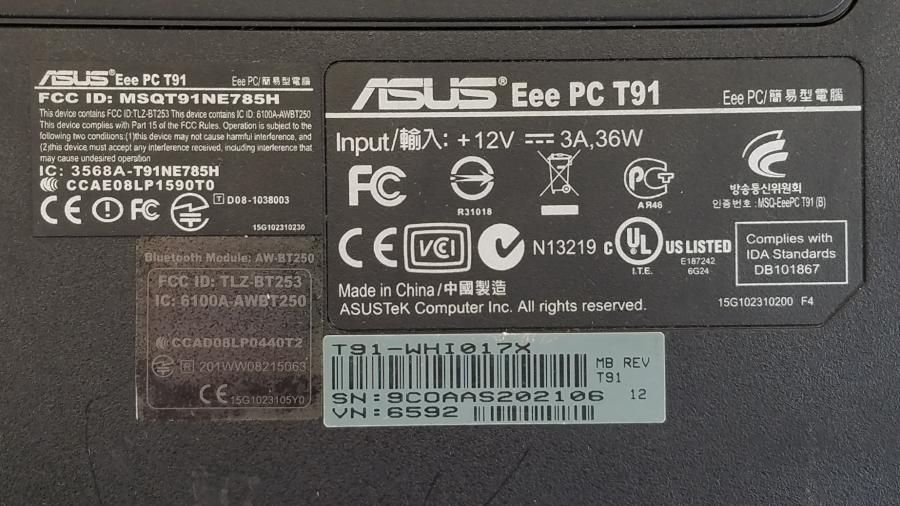 ASUS® Eee PC T91 Eee PC/簡易型電腦
FCC ID: MSQT91NE785H
This device contains FCC ID:TLZ-BT253 This device contains IC ID: 6100A-AWBT250
This device complies with Part 15 of the FCC Rules. Operation is subject to the
following two conditions:(1)this device may not cause harmful interference, and
(2)this device must accept any interference received, including interference that
may cause undesired operation
IC: 3568A-T91NE785H
CCAE08LP1590T0
CE FC T D08-1038003
15G102310230
Bluetooth Module: AW-BT250
FCC ID: TLZ-BT253
IC: 6100A-AWBT250
CCAD08LP0440T2
R 201WW08215063
CE 15G1023105Y0
ASUS® Eee PC T91 Eee PC/簡易型電腦
Input/輸入: +12V ⎓ 3A,36W
FC
R31018
PCT
АЯ46
방송통신위원회
인증번호 : MSQ-EeePC T91 (B)
CE VCI N13219 c UL US LISTED
I.T.E.
E187242
6G24
Complies with
IDA Standards
DB101867
Made in China/中國製造
ASUSTeK Computer Inc. All rights reserved.
15G102310200 F4
T91-WHI017X
MB REV
T91
SN:9COAAS202106 12
VN:6592